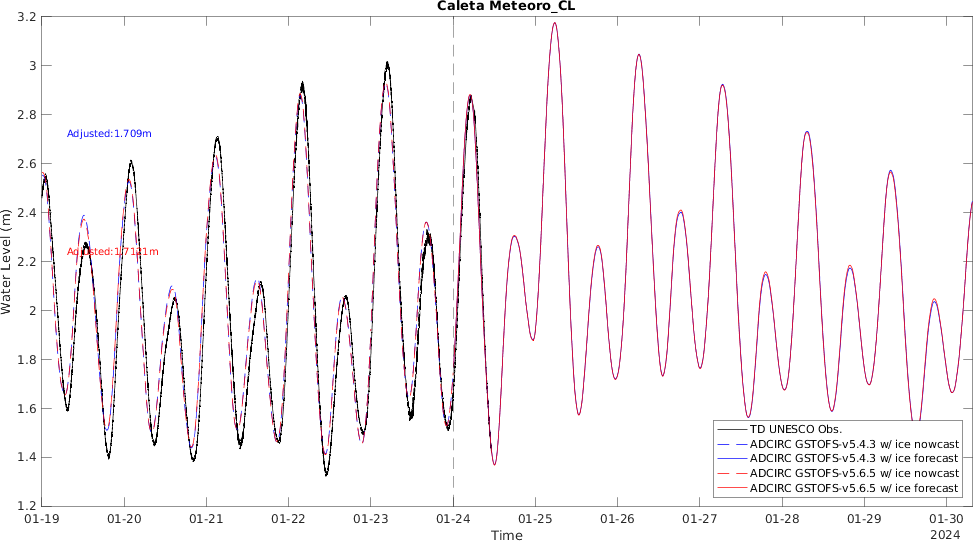 Caleta Meteoro_CL
3.2
3
2.8
2.6
2.4
2.2
2
1.8
1.6
1.4
1.2
Water Level (m)
Adjusted:1.709m
Adjusted:1.7121m
TD UNESCO Obs.
ADCIRC GSTOFS-v5.4.3 w/ ice nowcast
ADCIRC GSTOFS-v5.4.3 w/ ice forecast
ADCIRC GSTOFS-v5.6.5 w/ ice nowcast
ADCIRC GSTOFS-v5.6.5 w/ ice forecast
01-19 01-20 01-21 01-22 01-23 01-24 01-25 01-26 01-27 01-28 01-29 01-30
Time
2024